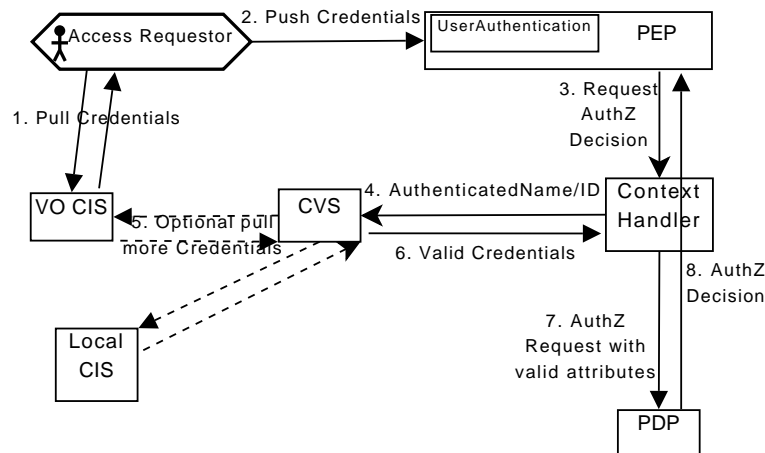 2. Push Credentials
Access Requestor
UserAuthentication
PEP
1. Pull Credentials
3. Request
AuthZ
Decision
VO CIS
CVS
4. AuthenticatedName/ID
Context
Handler
5. Optional pull
more Credentials
6. Valid Credentials
8. AuthZ
Decision
Local
CIS
7. AuthZ
Request with
valid attributes
PDP